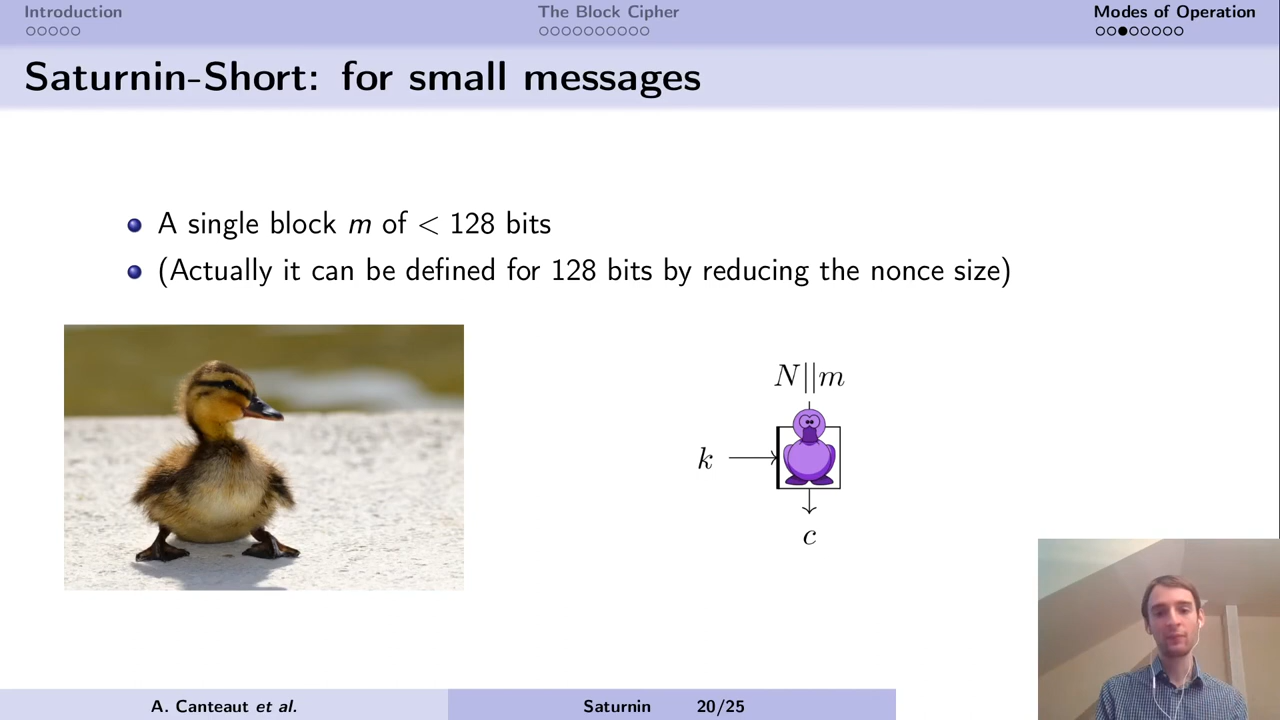 Introduction
The Block Cipher
Modes of Operation
Saturnin-Short: for small messages
A single block m of < 128 bits
(Actually it can be defined for 128 bits by reducing the nonce size)
N||m
k
c
A. Canteaut et al.
Saturnin 20/25